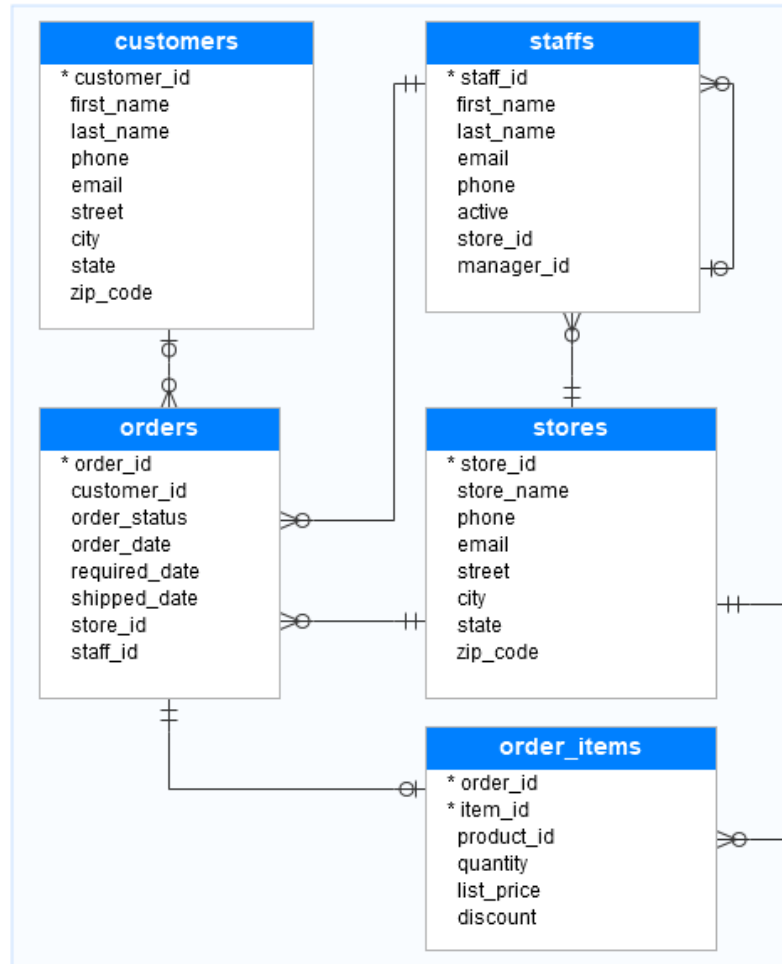 customers
* customer_id
first_name
last_name
phone
email
street
city
state
zip_code
staffs
* staff_id
first_name
last_name
email
phone
active
store_id
manager_id
orders
* order_id
customer_id
order_status
order_date
required_date
shipped_date
store_id
staff_id
stores
* store_id
store_name
phone
email
street
city
state
zip_code
order_items
* order_id
* item_id
product_id
quantity
list_price
discount